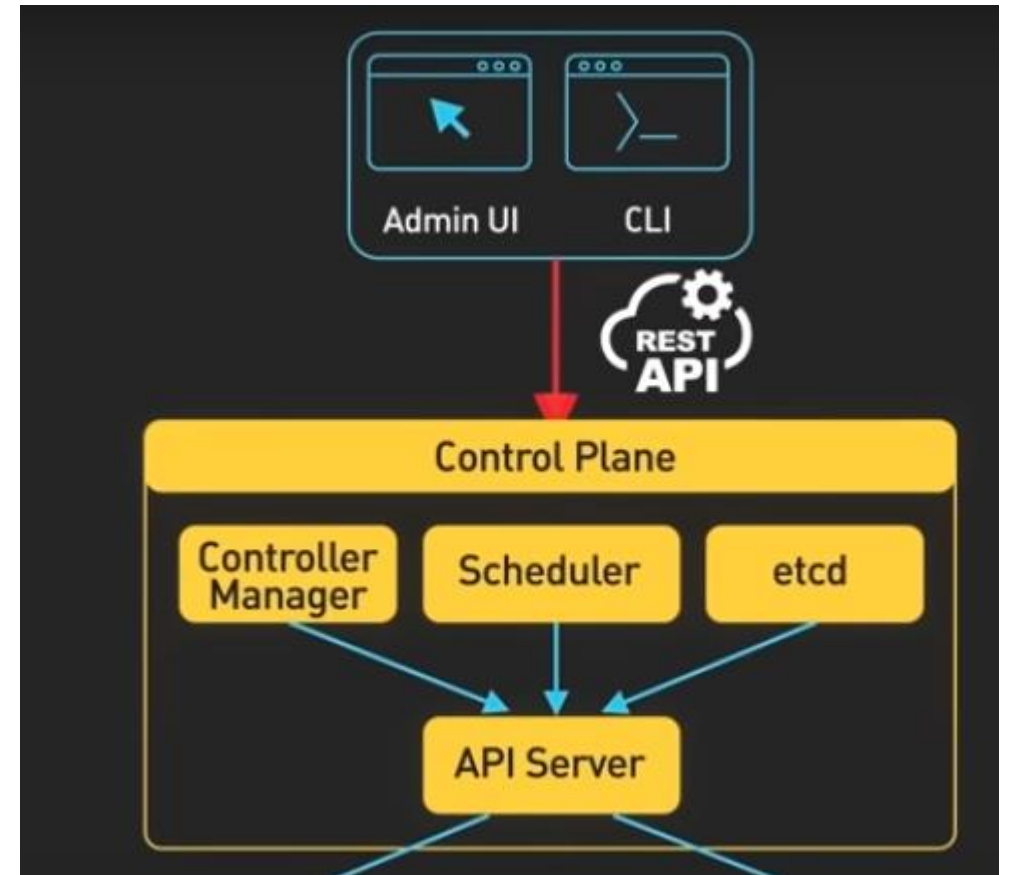 Admin UI
CLI
REST
API
Control Plane
Controller
Manager
Scheduler
etcd
API Server